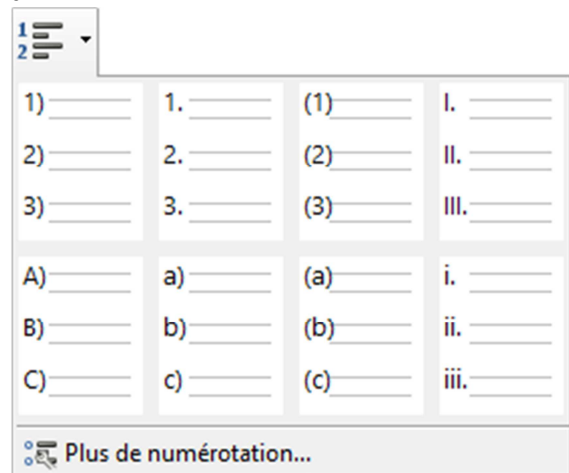 1
2
1) 1. (1) I.
2) 2. (2) II.
3) 3. (3) III.
A) a) (a) i.
B) b) (b) ii.
C) c) (c) iii.
Plus de numérotation...